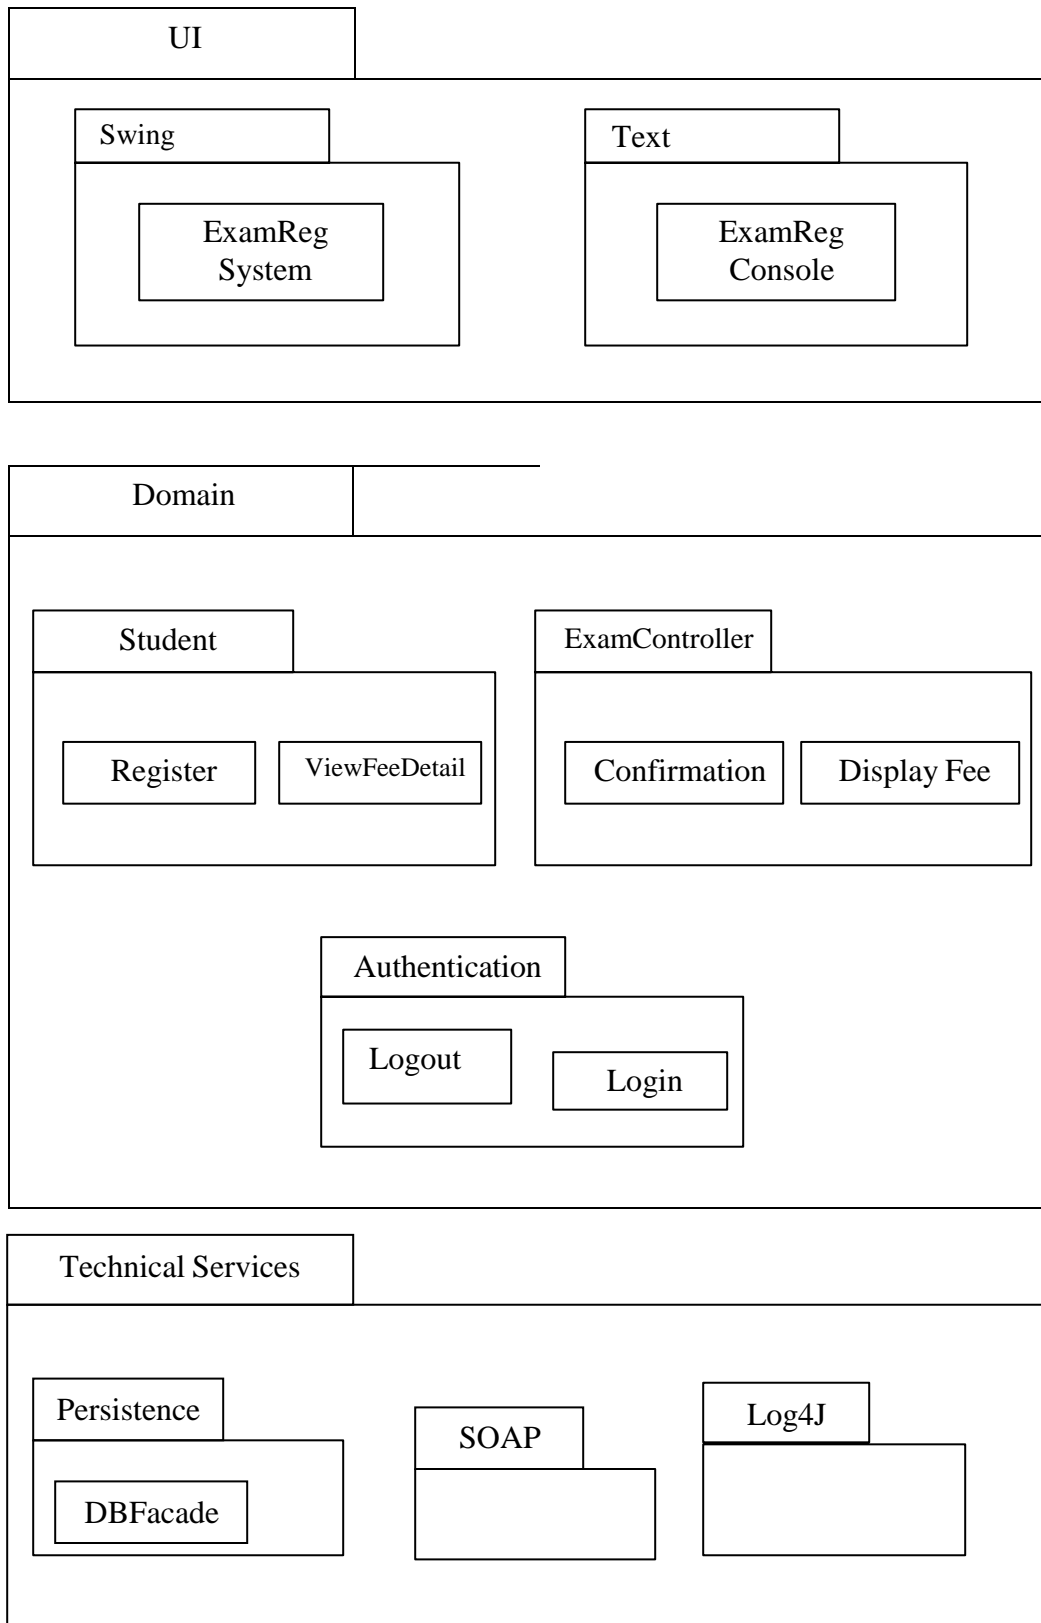 UI
Swing
Text
ExamReg
System
ExamReg
Console
Domain
Student
ExamController
Register
ViewFeeDetail
Confirmation
Display Fee
Authentication
Logout
Login
Technical Services
Persistence
SOAP
Log4J
DBFacade